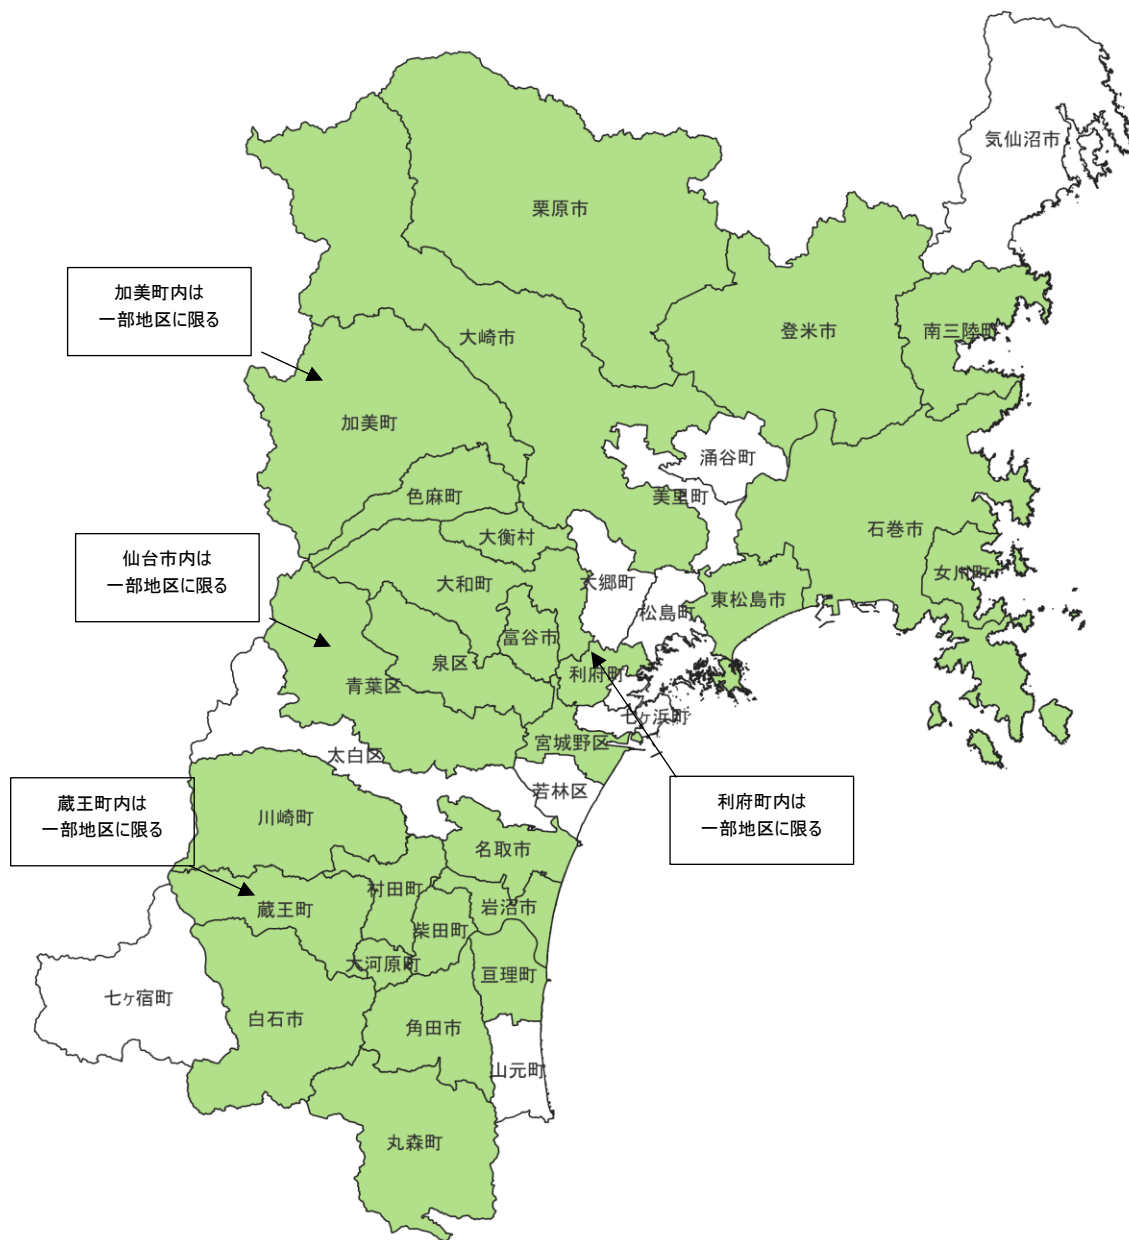 気仙沼市
栗原市
加美町内は
一部地区に限る
大崎市
登米市
南三陸町
加美町
涌谷町
色麻町
美里町
石巻市
仙台市内は
一部地区に限る
大衡村
大和町
大郷町
女川町
松島町
東松島市
富谷市
泉区
利府町
青葉区
七ヶ浜町
宮城野区
太白区
若林区
蔵王町内は
一部地区に限る
利府町内は
一部地区に限る
川崎町
名取市
村田町
蔵王町
岩沼市
柴田町
大河原町
亘理町
七ヶ宿町
白石市
角田市
山元町
丸森町